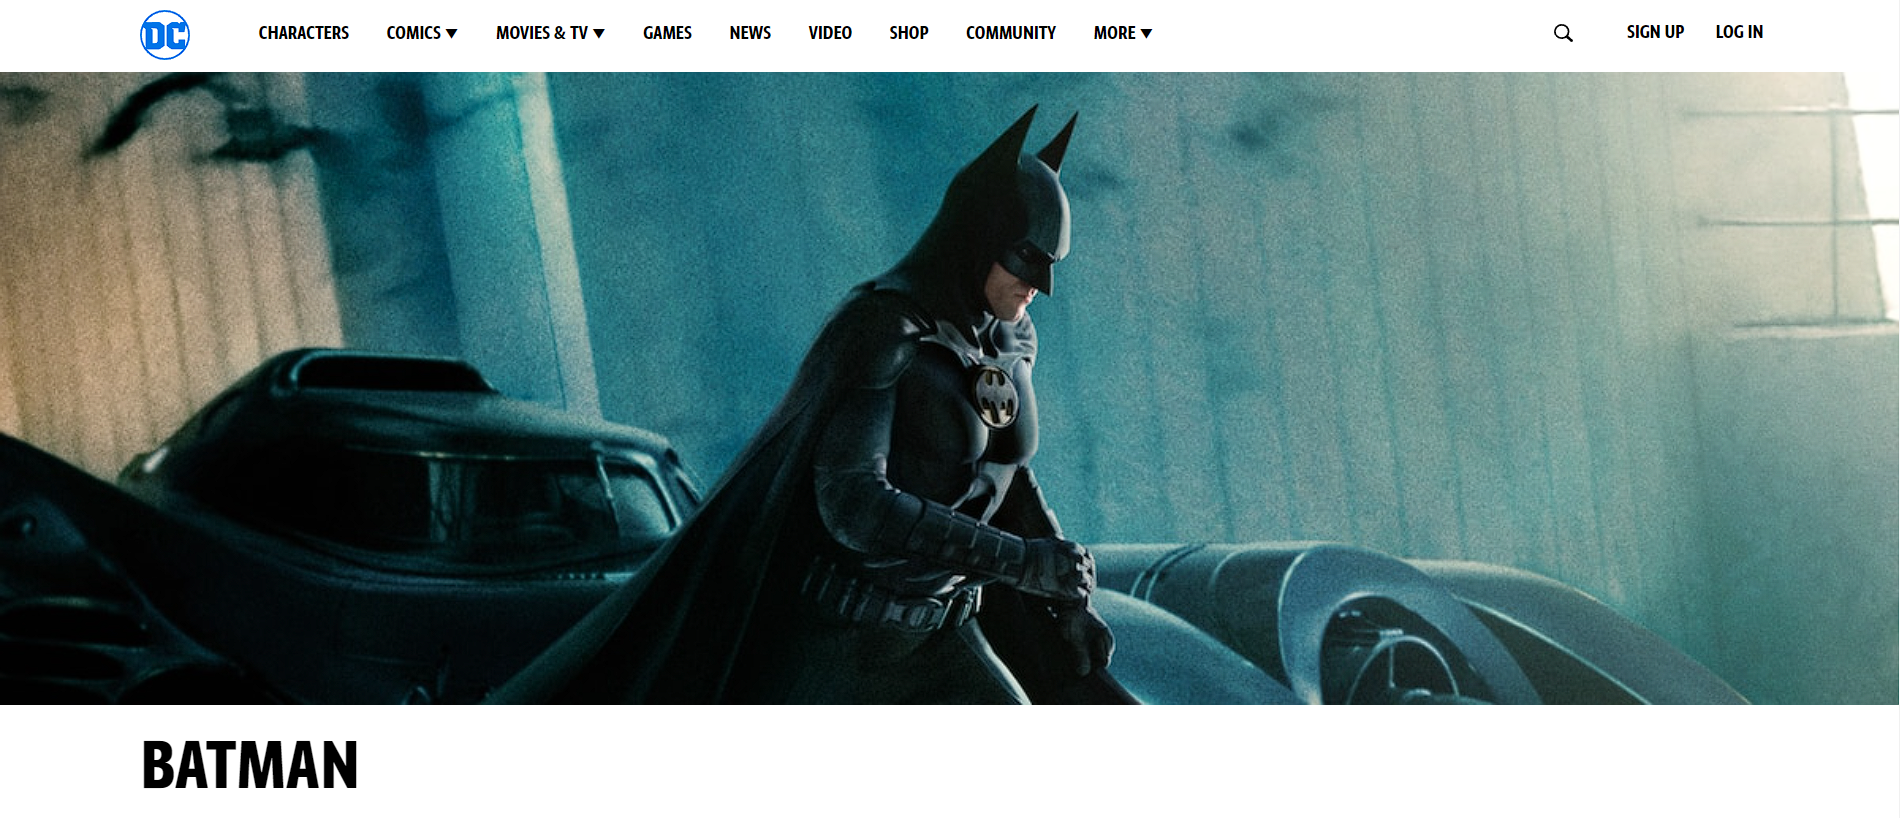 DC
CHARACTERS COMICS ▼ MOVIES & TV ▼ GAMES NEWS VIDEO SHOP COMMUNITY MORE ▼ SIGN UP LOG IN
BATMAN